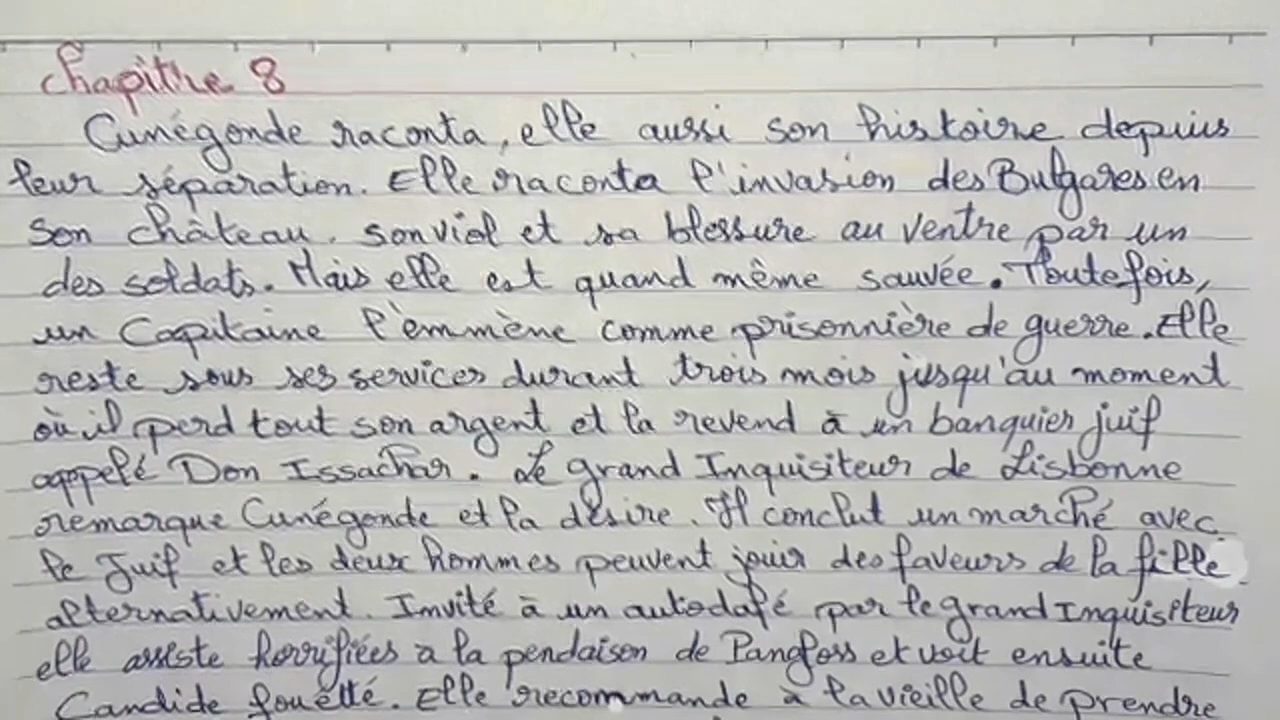 Chapitre 8
Cunégonde raconta, elle aussi son histoire depuis
leur séparation. Elle raconta l'invasion des Bulgares en
son château, son viol et sa blessure au ventre par un
des soldats. Mais elle est quand même sauvée. Toutefois,
un Capitaine l'emmène comme prisonnière de guerre. Elle
reste sous ses services durant trois mois jusqu'au moment
où il perd tout son argent et la revend à un banquier juif
appelé Don Issachar. Le grand Inquisiteur de Lisbonne
remarque Cunégonde et la désire. Il conclut un marché avec
le Juif et les deux hommes peuvent jouir des faveurs de la fille
alternativement. Invité à un autodafé par le grand Inquisiteur
elle assiste horrifiées à la pendaison de Pangloss et voit ensuite
Candide fouetté. Elle recommande à la vieille de prendre